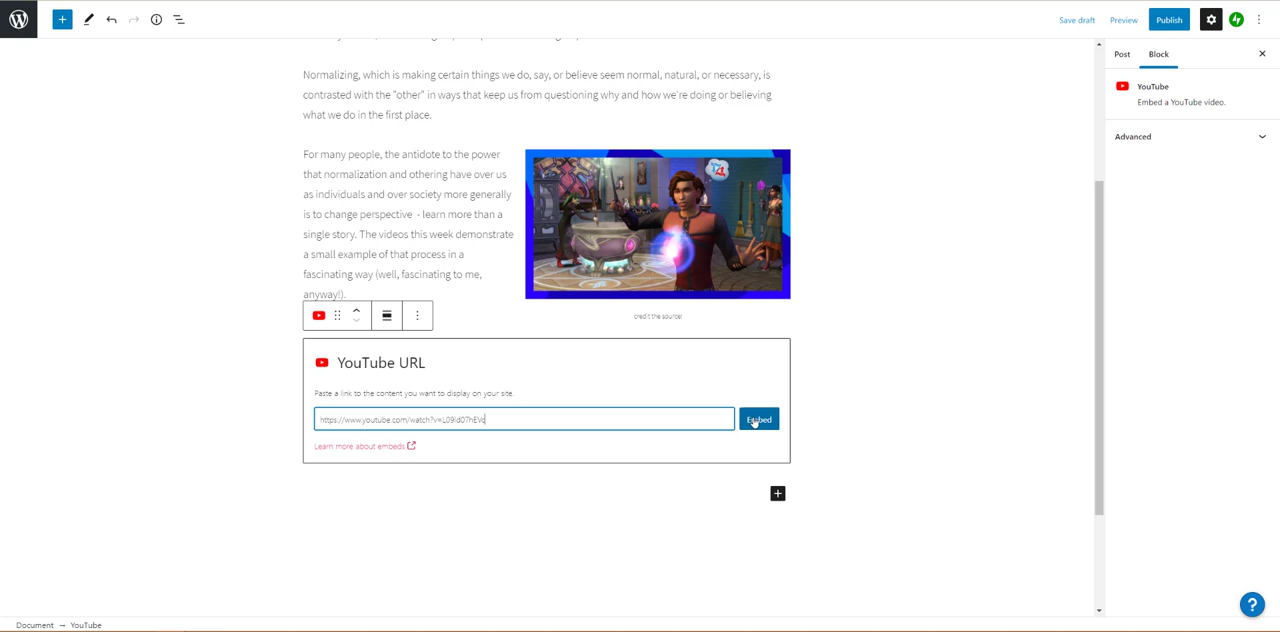 Save draft
Preview
Publish
Post
Block
YouTube
Embed a YouTube video.
Advanced
Normalizing, which is making certain things we do, say, or believe seem normal, natural, or necessary, is
contrasted with the "other" in ways that keep us from questioning why and how we're doing or believing
what we do in the first place.
For many people, the antidote to the power
that normalization and othering have over us
as individuals and over society more generally
is to change perspective - learn more than a
single story. The videos this week demonstrate
a small example of that process in a
fascinating way (well, fascinating to me,
anyway!).
credit the source!
YouTube URL
Paste a link to the content you want to display on your site.
Embed
Learn more about embeds
Document → YouTube